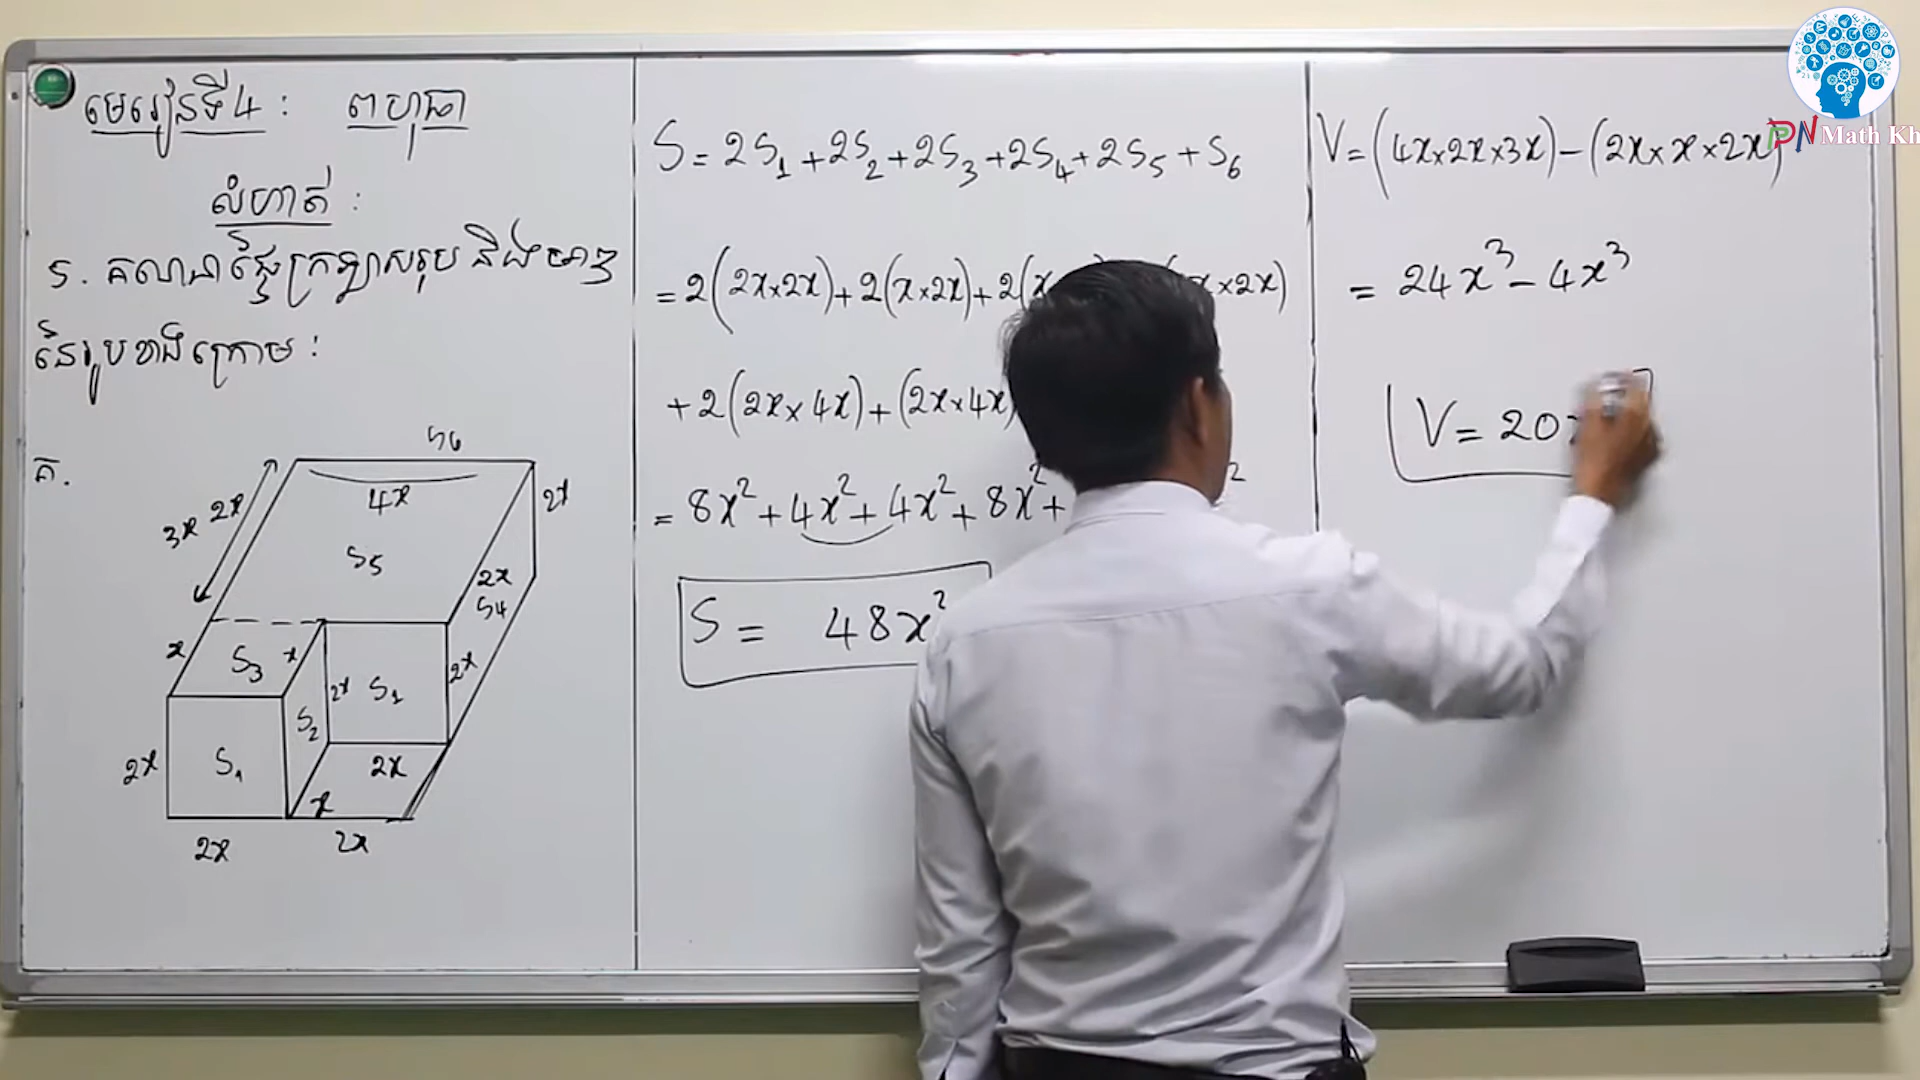 មេរៀនទី4 : ពហុធា
លំហាត់ :
5. គណនាផ្ទៃក្រឡាសរុប និងមាឌ
នៃរូបខាងក្រោម :
គ.
S6
4x
2x
3x 2x
S5
2x
S4
x
S3 x
2x
S1
2x
S2
2x
S1
2x
x
2x
2x
S = 2S₁ + 2S₂ + 2S₃ + 2S₄ + 2S₅ + S₆
= 2(2x×2x) + 2(x×2x) + 2(x ×2x)
+ 2(2x×4x) + (2x×4x)
= 8x² + 4x² + 4x² + 8x² + ²
S = 48x²
V = (4x×2x×3x) − (2x×x×2x)
= 24x³ − 4x³
V = 20
PN Math Kh